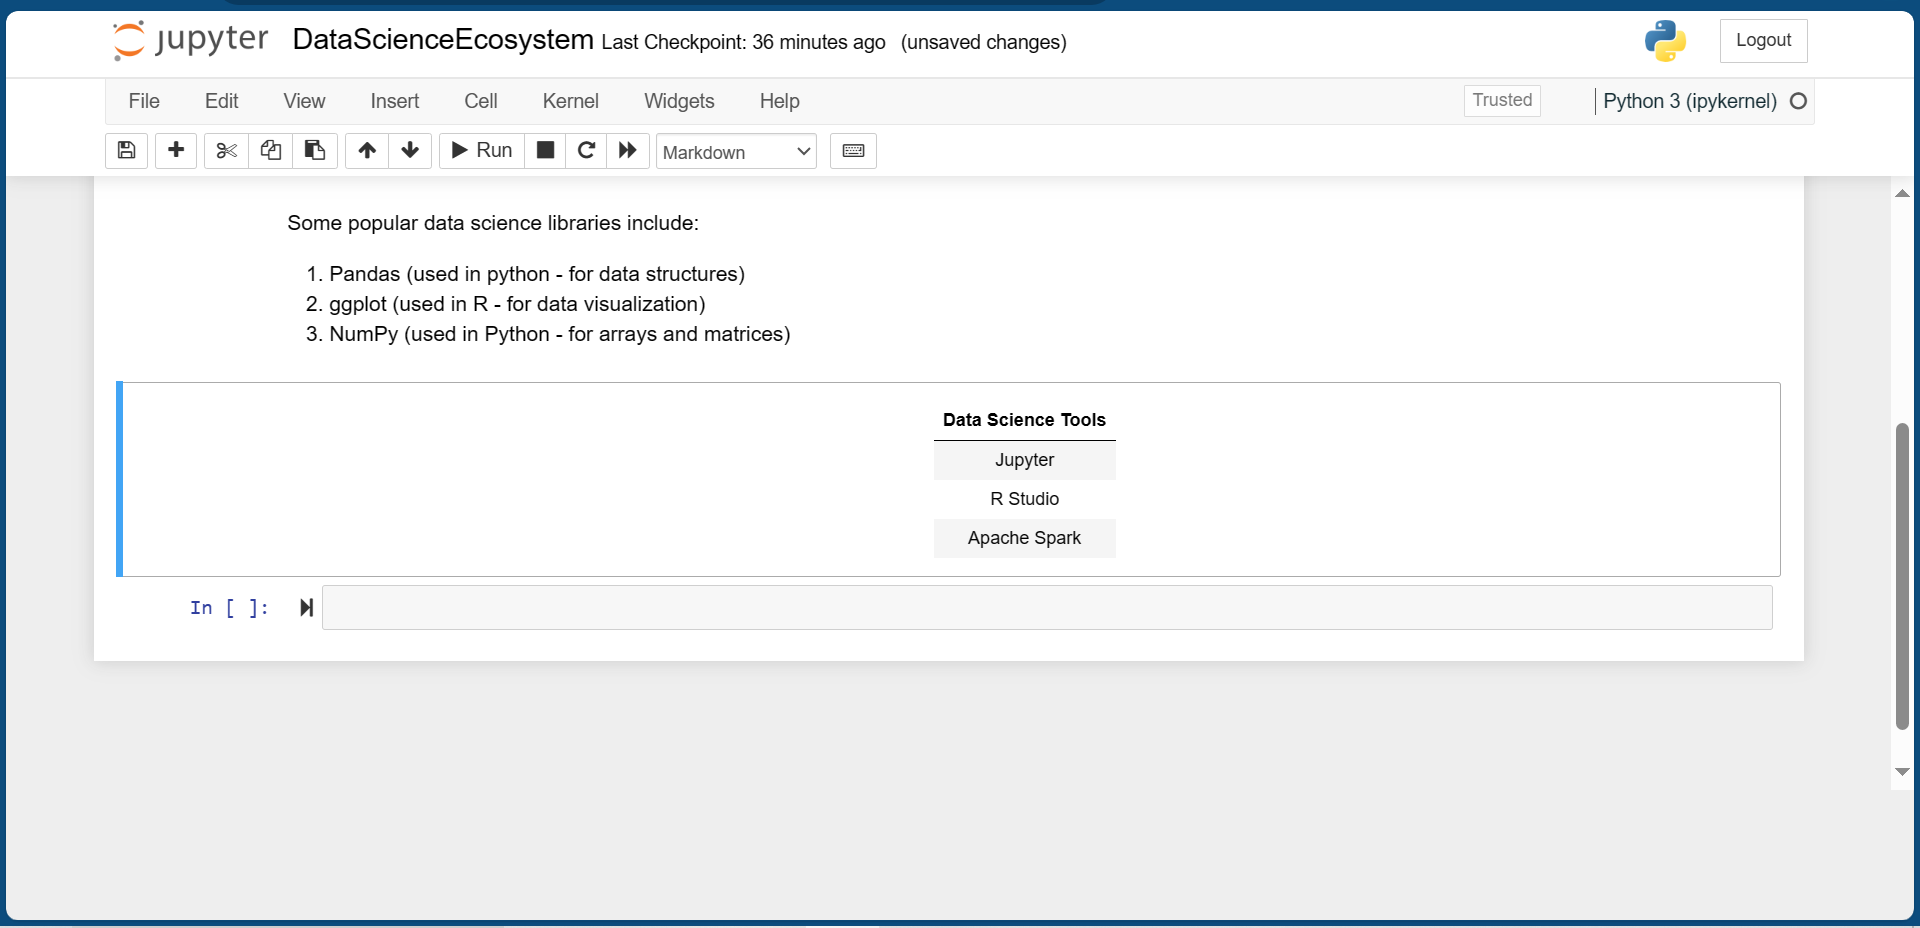 jupyter DataScienceEcosystem Last Checkpoint: 36 minutes ago (unsaved changes)
Logout
File Edit View Insert Cell Kernel Widgets Help
Trusted
Python 3 (ipykernel)
Run
Markdown
Some popular data science libraries include:
1. Pandas (used in python - for data structures)
2. ggplot (used in R - for data visualization)
3. NumPy (used in Python - for arrays and matrices)
Data Science Tools
Jupyter
R Studio
Apache Spark
In [ ]: